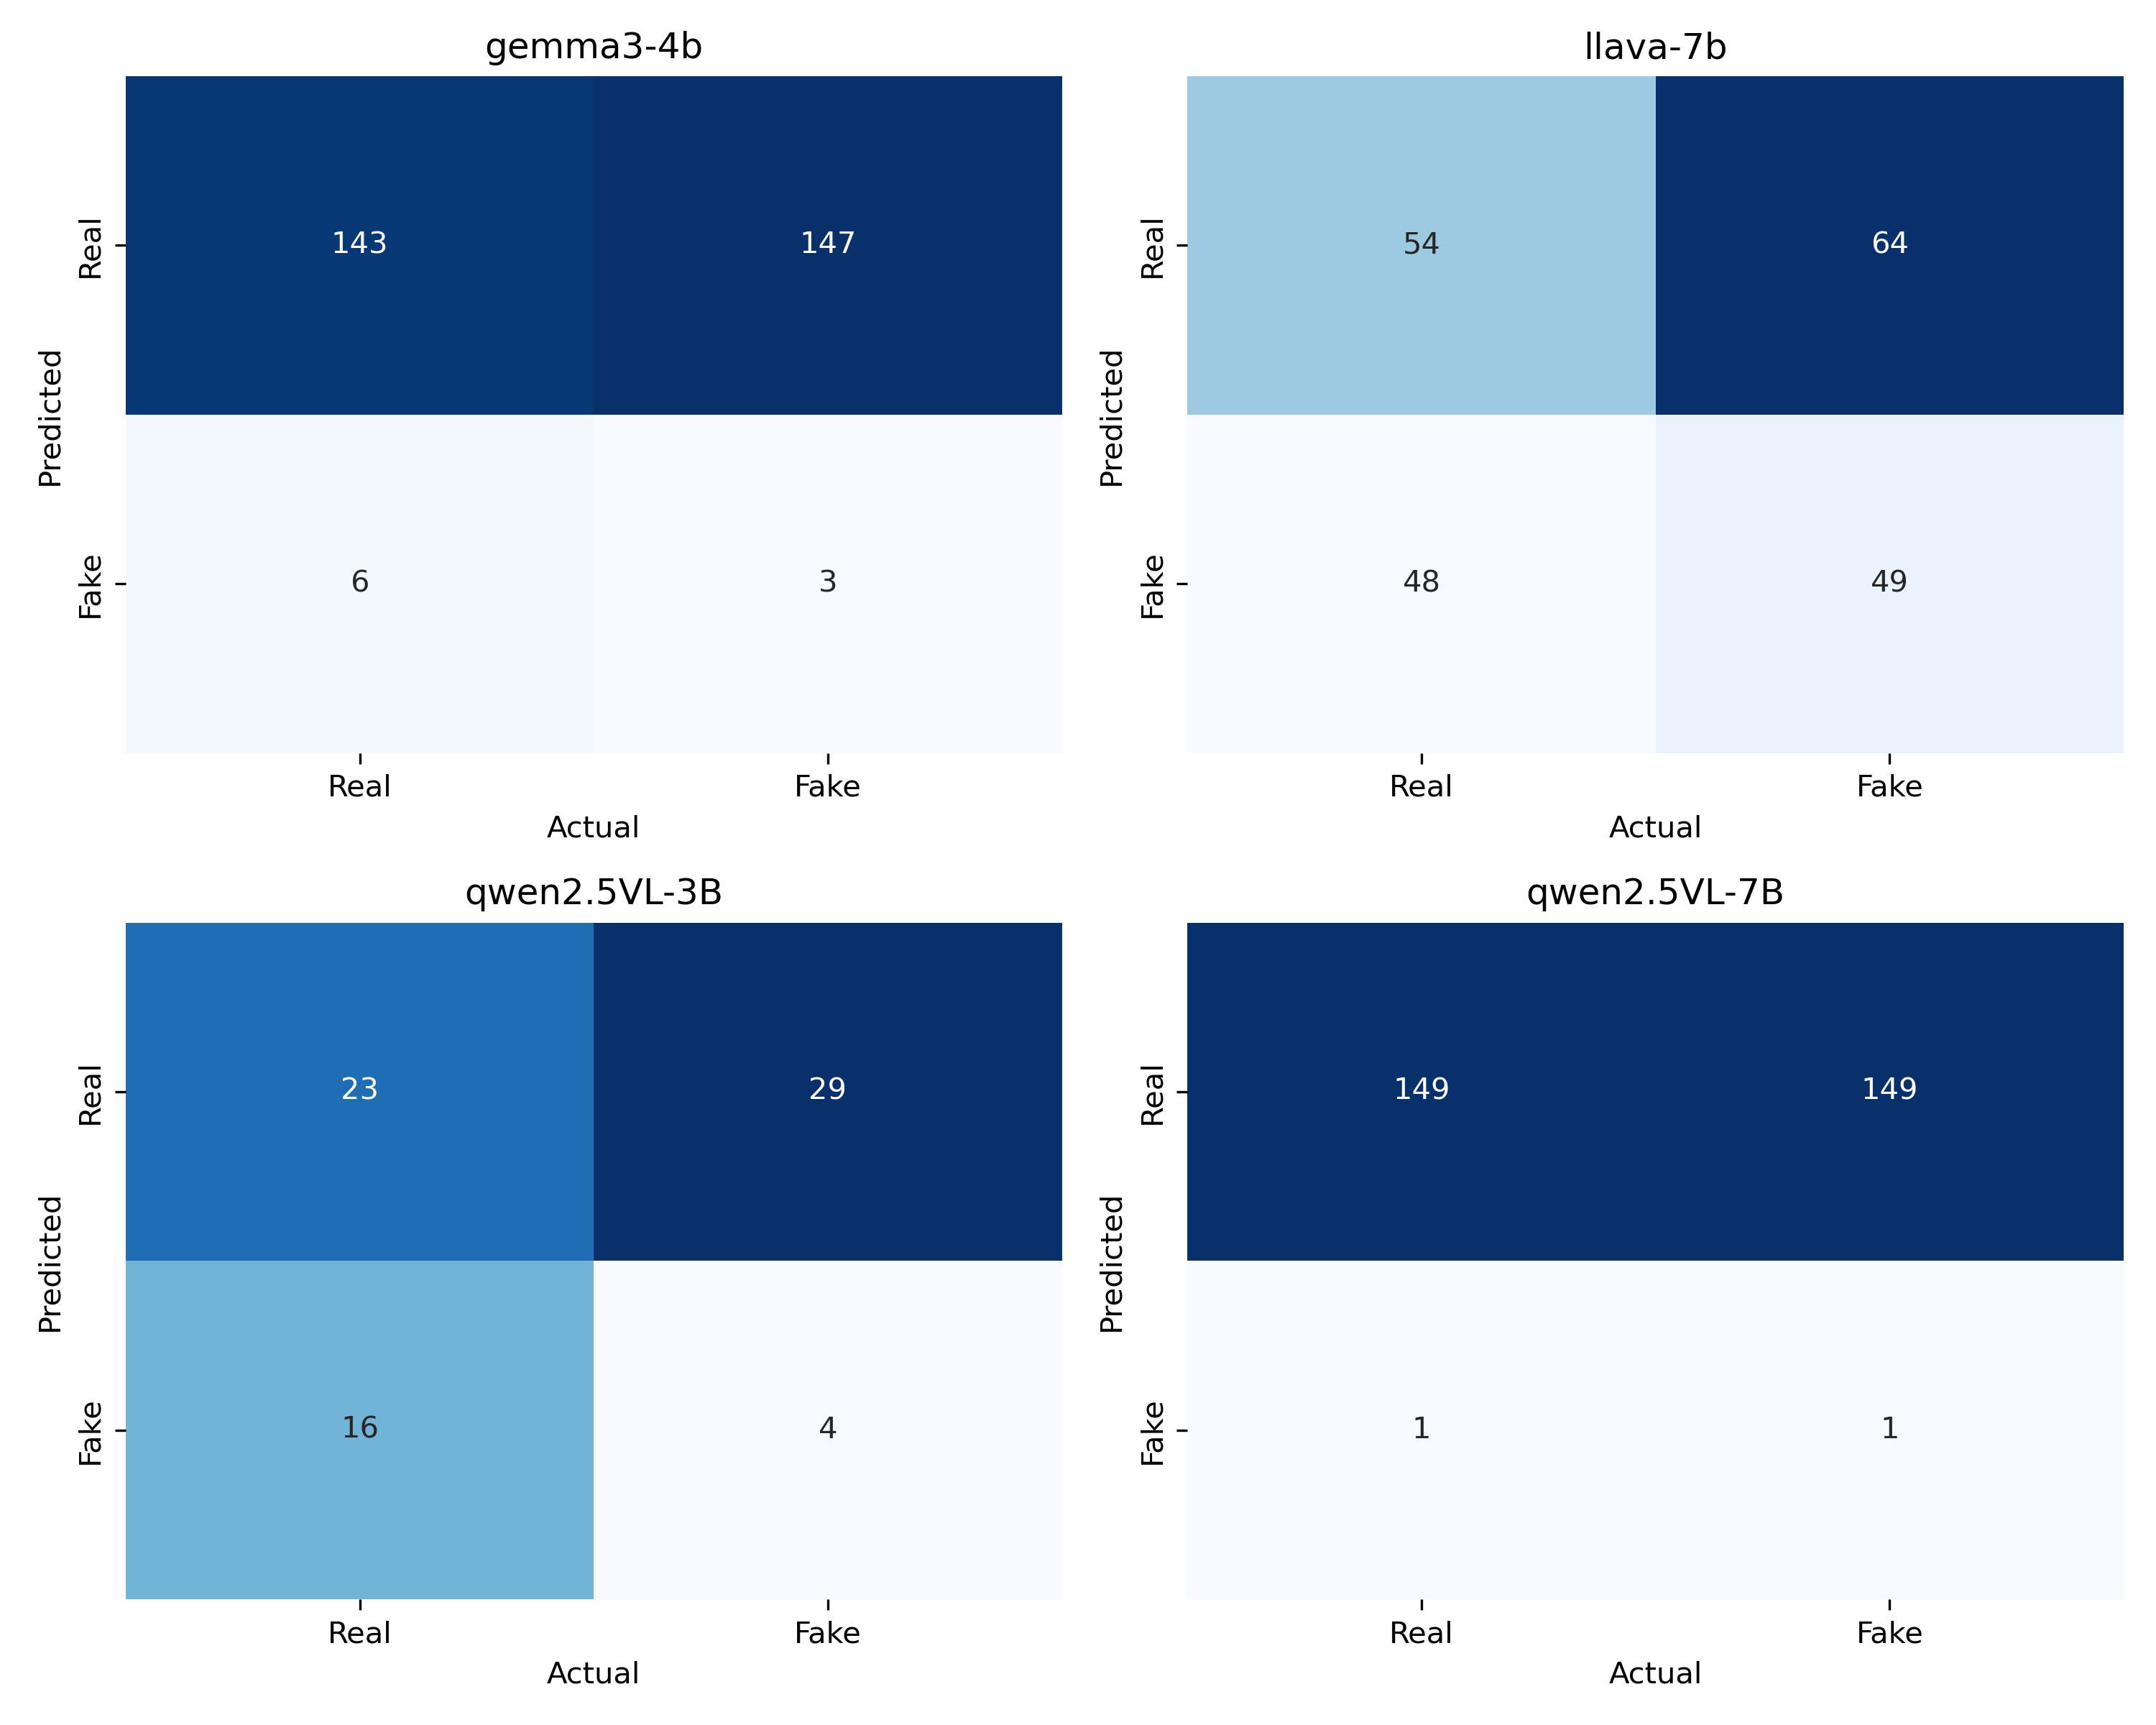 gemma3-4b
Predicted
Real
143
147
Fake
6
3
Real
Fake
Actual
llava-7b
Predicted
Real
54
64
Fake
48
49
Real
Fake
Actual
qwen2.5VL-3B
Predicted
Real
23
29
Fake
16
4
Real
Fake
Actual
qwen2.5VL-7B
Predicted
Real
149
149
Fake
1
1
Real
Fake
Actual